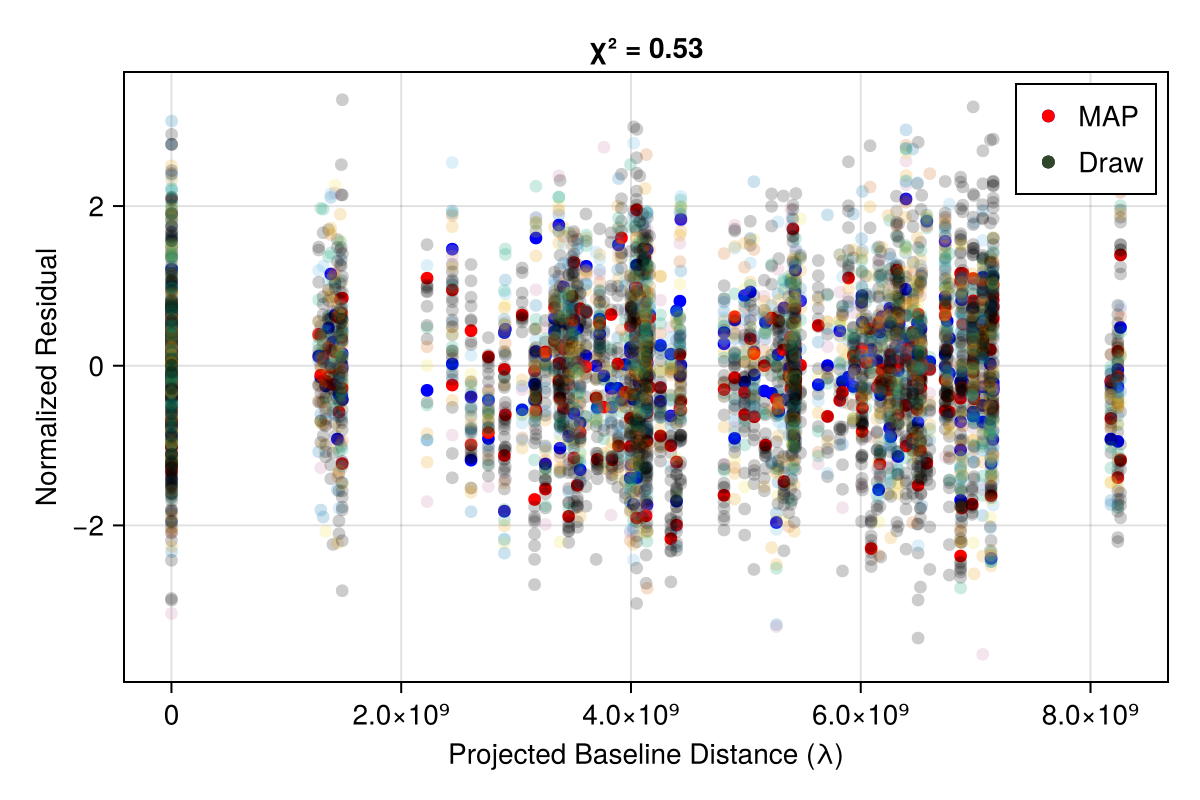 χ² = 0.53
MAP
Draw
Normalized Residual
2
0
−2
0
2.0×10⁹
4.0×10⁹
6.0×10⁹
8.0×10⁹
Projected Baseline Distance (λ)